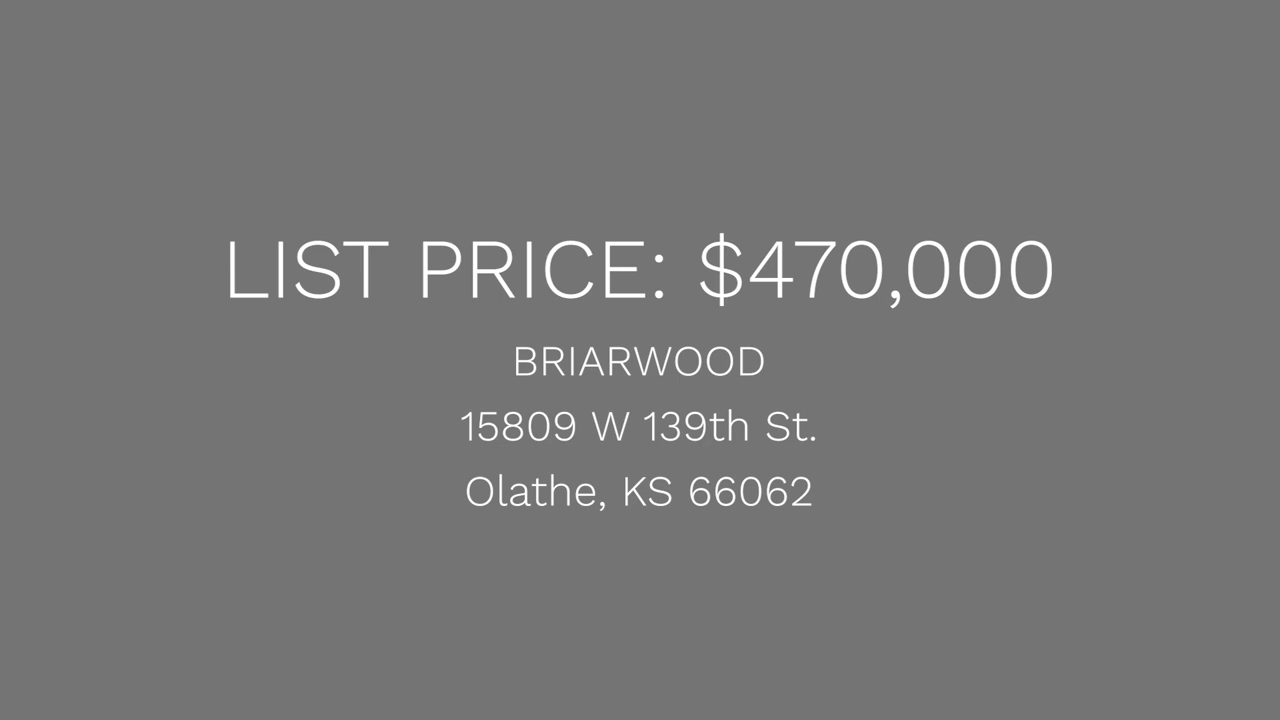 LIST PRICE: $470,000
BRIARWOOD
15809 W 139th St.
Olathe, KS 66062